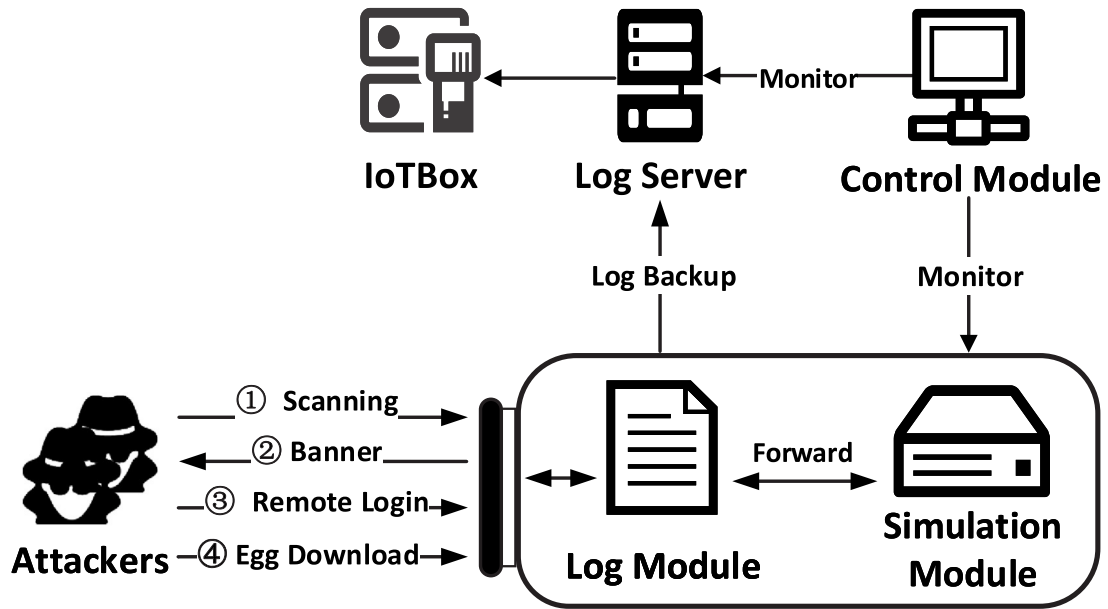 Monitor
IoTBox
Log Server
Control Module
Log Backup
Monitor
① Scanning
② Banner
③ Remote Login
④ Egg Download
Attackers
Forward
Log Module
Simulation
Module